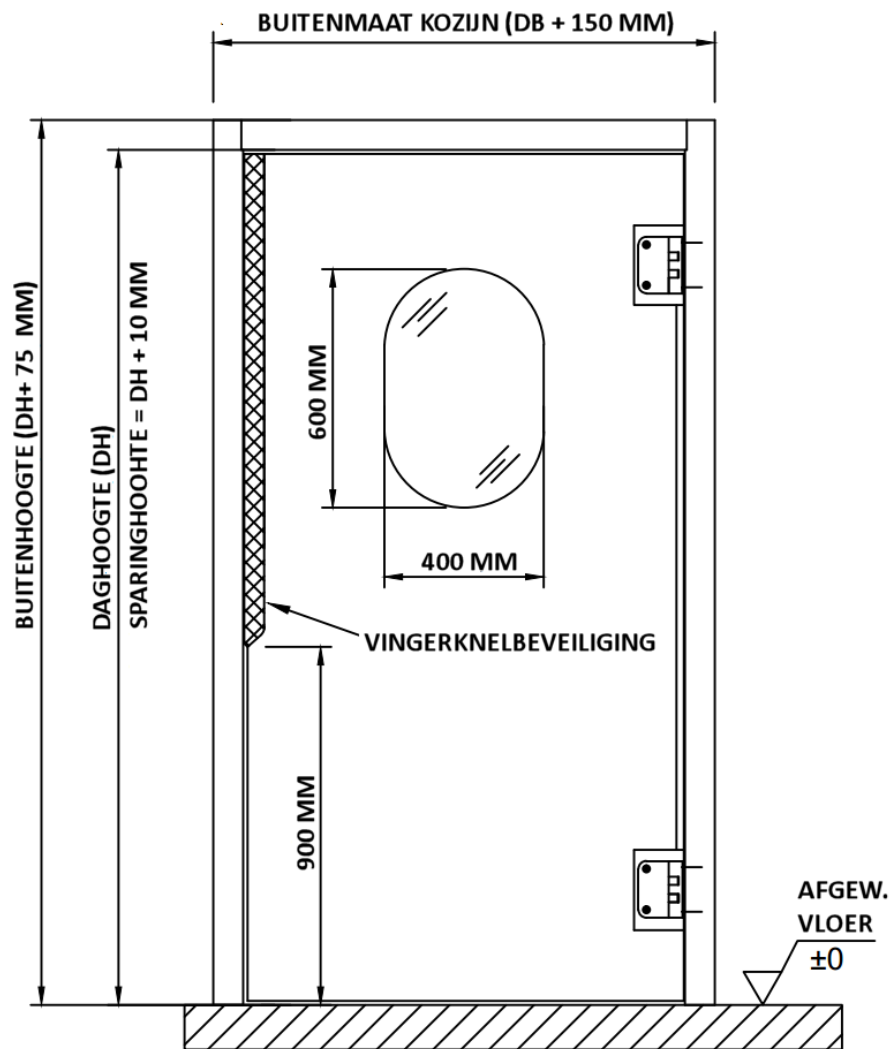 BUITENMAAT KOZIJN (DB + 150 MM)
BUITENHOOGTE (DH+ 75 MM)
DAGHOOGTE (DH)
SPARINGHOOHTE = DH + 10 MM
600 MM
400 MM
VINGERKNELBEVEILIGING
900 MM
AFGEW.
VLOER
±0